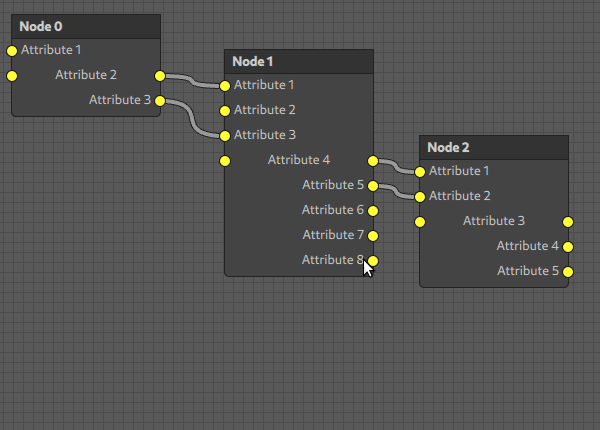 Node 0
Attribute 1
Attribute 2
Attribute 3
Node 1
Attribute 1
Attribute 2
Attribute 3
Attribute 4
Attribute 5
Attribute 6
Attribute 7
Attribute 8
Node 2
Attribute 1
Attribute 2
Attribute 3
Attribute 4
Attribute 5